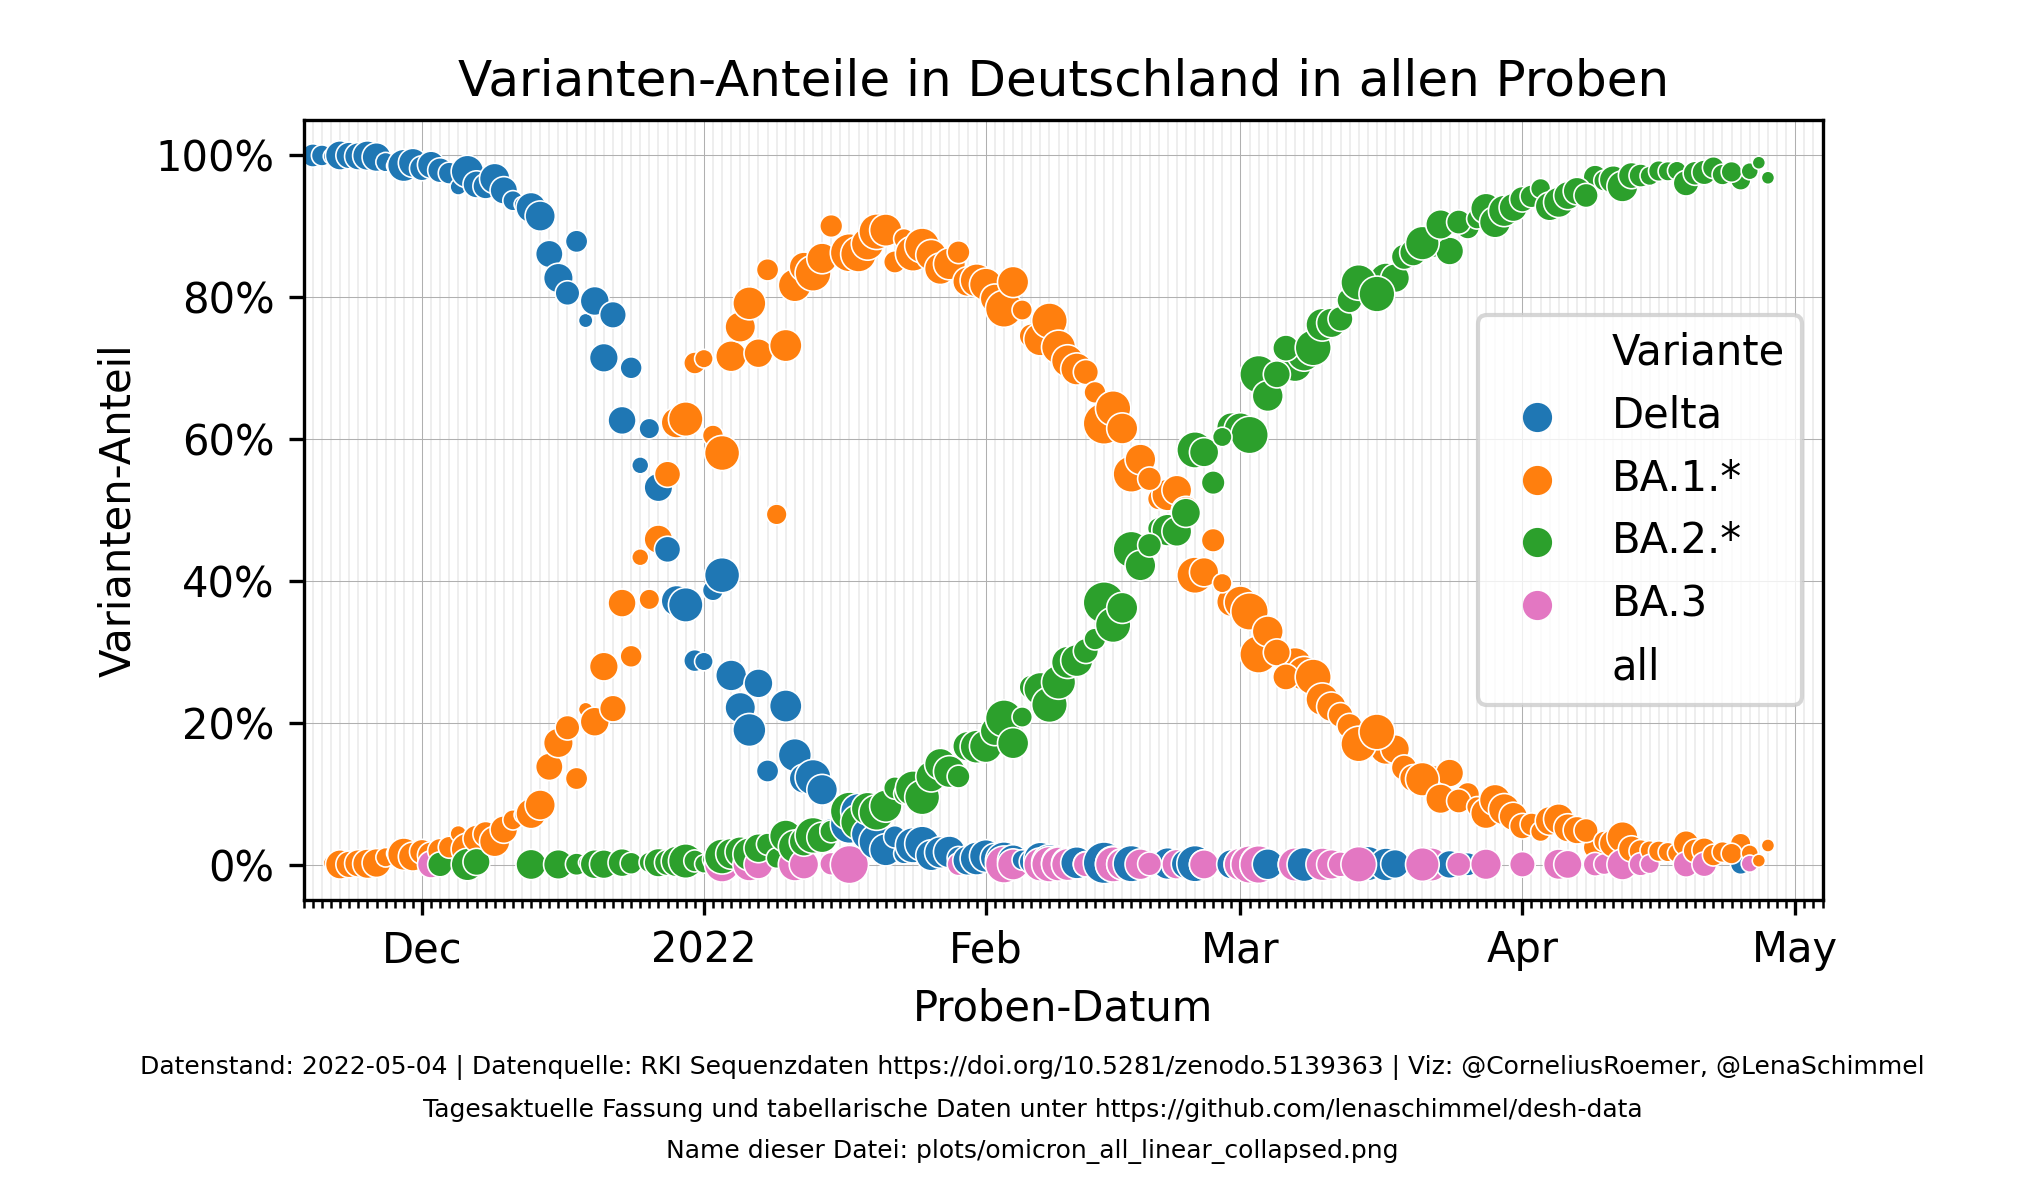 Varianten-Anteile in Deutschland in allen Proben
Varianten-Anteil
100%
80%
60%
40%
20%
0%
Variante
Delta
BA.1.*
BA.2.*
BA.3
all
Dec
2022
Feb
Mar
Apr
May
Proben-Datum
Datenstand: 2022-05-04 | Datenquelle: RKI Sequenzdaten https://doi.org/10.5281/zenodo.5139363 | Viz: @CorneliusRoemer, @LenaSchimmel
Tagesaktuelle Fassung und tabellarische Daten unter https://github.com/lenaschimmel/desh-data
Name dieser Datei: plots/omicron_all_linear_collapsed.png